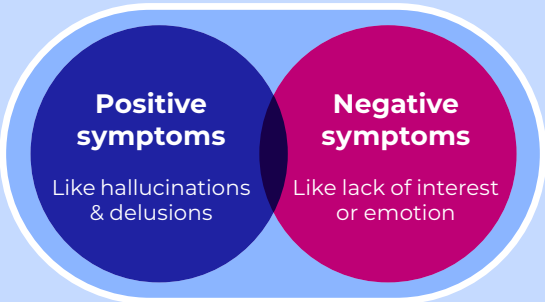 Positive
symptoms
Like hallucinations
& delusions
Negative
symptoms
Like lack of interest
or emotion